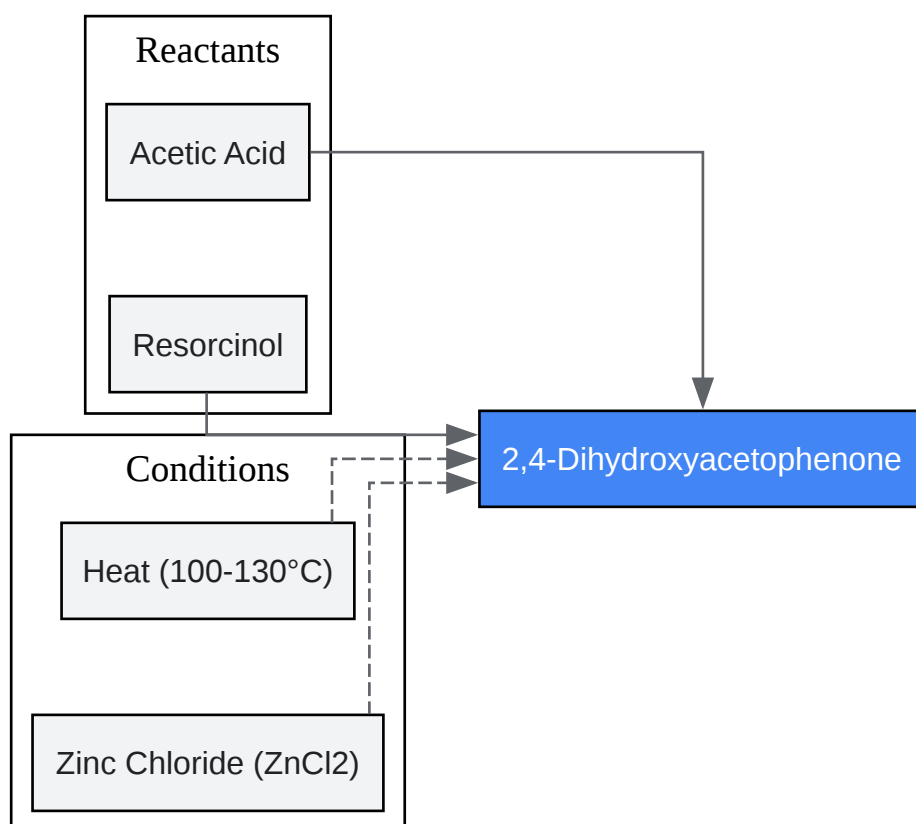 Reactants
Acetic Acid
Resorcinol
2,4-Dihydroxyacetophenone
Conditions
Heat (100-130°C)
Zinc Chloride (ZnCl2)